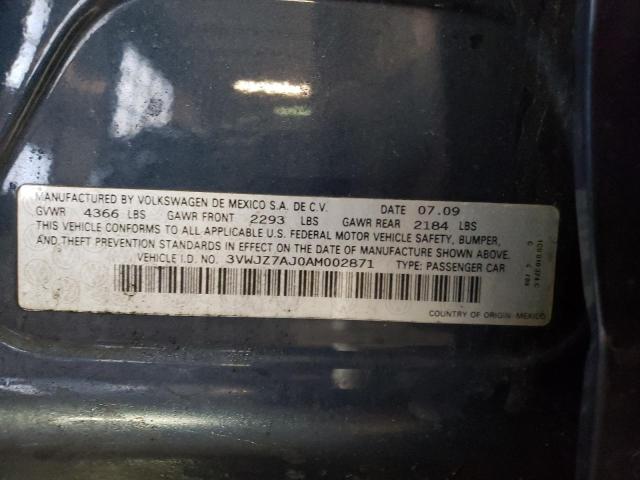 MANUFACTURED BY VOLKSWAGEN DE MEXICO S.A. DE C.V. DATE 07.09
GVWR 4366 LBS GAWR FRONT 2293 LBS GAWR REAR 2184 LBS
THIS VEHICLE CONFORMS TO ALL APPLICABLE U.S. FEDERAL MOTOR VEHICLE SAFETY, BUMPER,
AND THEFT PREVENTION STANDARDS IN EFFECT ON THE DATE OF MANUFACTURE SHOWN ABOVE.
VEHICLE I.D. NO. 3VWJZ7AJ0AM002871 TYPE: PASSENGER CAR
COUNTRY OF ORIGIN: MEXICO